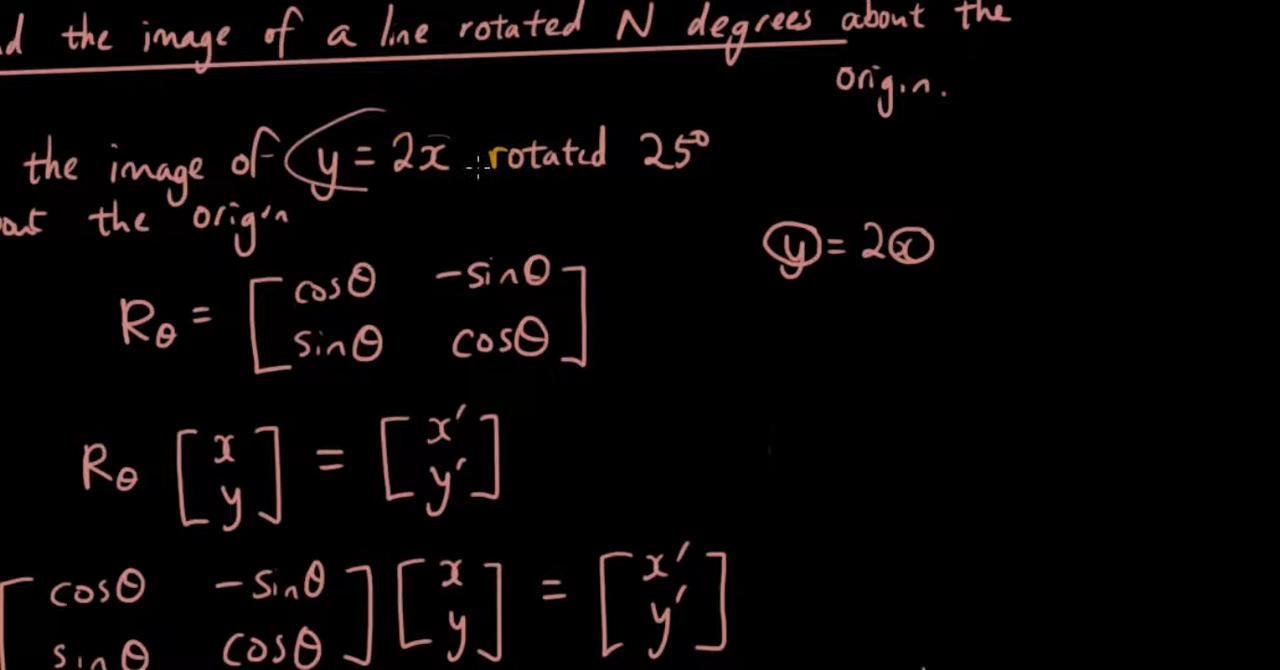 the image of a line rotated N degrees about the
origin.
the image of y = 2x rotated 25°
the origin
y = 2x
Rθ = [cosθ -sinθ
sinθ cosθ]
Rθ [x y] = [x' y']
[cosθ -sinθ] [x] = [x']
[sinθ cosθ] [y] [y']